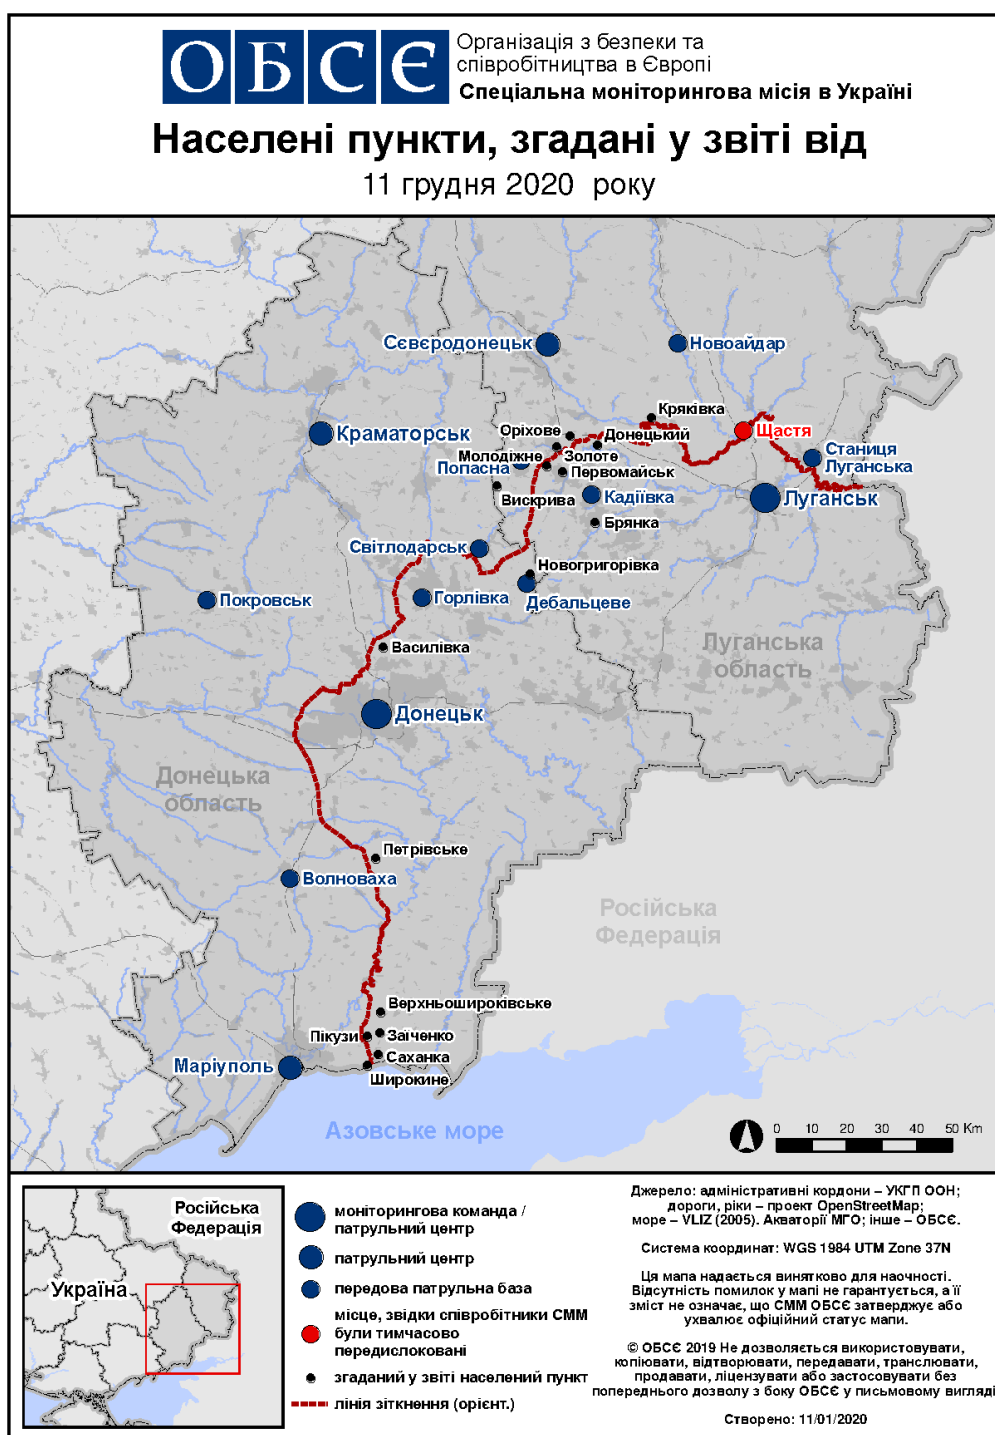 ОБСЄ
Організація з безпеки та
співробітництва в Європі
Спеціальна моніторингова місія в Україні
Населені пункти, згадані у звіті від
11 грудня 2020 року
Сєвєродонецьк
Новоайдар
Кряківка
Щастя
Краматорськ
Оріхове
Донецький
Молодіжне
Золоте
Станиця
Луганська
Попасна
Первомайськ
Вискрива
Кадіївка
Луганськ
Брянка
Світлодарськ
Новогригорівка
Покровськ
Горлівка
Дебальцеве
Василівка
Луганська
область
Донецьк
Донецька
область
Петрівське
Волноваха
Російська
Федерація
Верхньошироківське
Пікузи
Заїченко
Саханка
Маріуполь
Широкине
Азовське море
0 10 20 30 40 50 Km
Російська
Федерація
Україна
моніторингова команда /
патрульний центр
патрульний центр
передова патрульна база
місце, звідки співробітники СММ
були тимчасово
передислоковані
згаданий у звіті населений пункт
лінія зіткнення (орієнт.)
Джерело: адміністративні кордони – УКГП ООН;
дороги, ріки – проект OpenStreetMap;
море – VLIZ (2005). Акваторії МГО; інше – ОБСЄ.
Система координат: WGS 1984 UTM Zone 37N
Ця мапа надається винятково для наочності.
Відсутність помилок у мапі не гарантується, а її
зміст не означає, що СММ ОБСЄ затверджує або
ухвалює офіційний статус мапи.
© ОБСЄ 2019 Не дозволяється використовувати,
копіювати, відтворювати, передавати, транслювати,
продавати, ліцензувати або застосовувати без
попереднього дозволу з боку ОБСЄ у письмовому вигляді
Створено: 11/01/2020